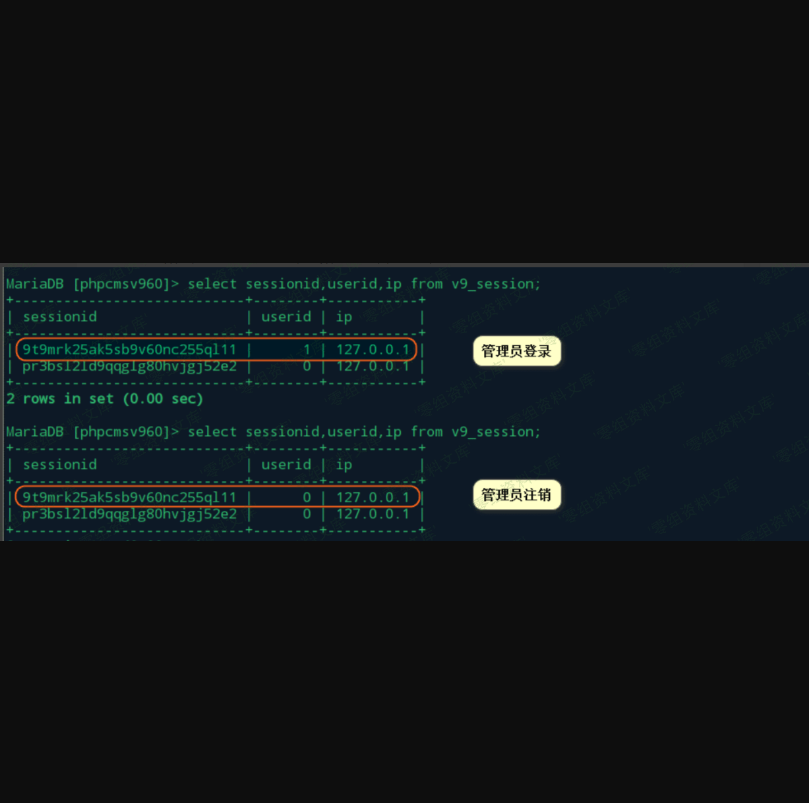 MariaDB [phpcmsv960]> select sessionid,userid,ip from v9_session;
+----------------------------+--------+-----------+
| sessionid                  | userid | ip        |
+----------------------------+--------+-----------+
| 9t9mrk25ak5sb9v60nc255ql11 |      1 | 127.0.0.1 | 管理员登录
| pr3bsl2ld9qqglg80hvjgj52e2 |      0 | 127.0.0.1 |
+----------------------------+--------+-----------+
2 rows in set (0.00 sec)
MariaDB [phpcmsv960]> select sessionid,userid,ip from v9_session;
+----------------------------+--------+-----------+
| sessionid                  | userid | ip        |
+----------------------------+--------+-----------+
| 9t9mrk25ak5sb9v60nc255ql11 |      0 | 127.0.0.1 | 管理员注销
| pr3bsl2ld9qqglg80hvjgj52e2 |      0 | 127.0.0.1 |
+----------------------------+--------+-----------+